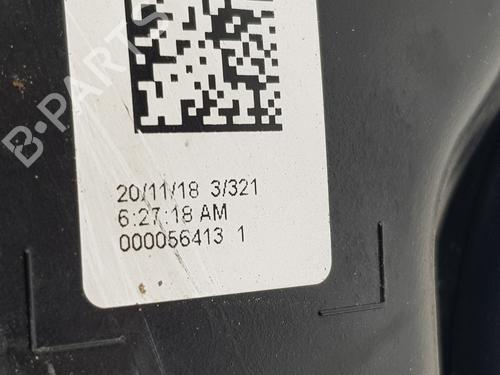 B-PARTS
20/11/18 3/321
6:27:18 AM
000056413 1